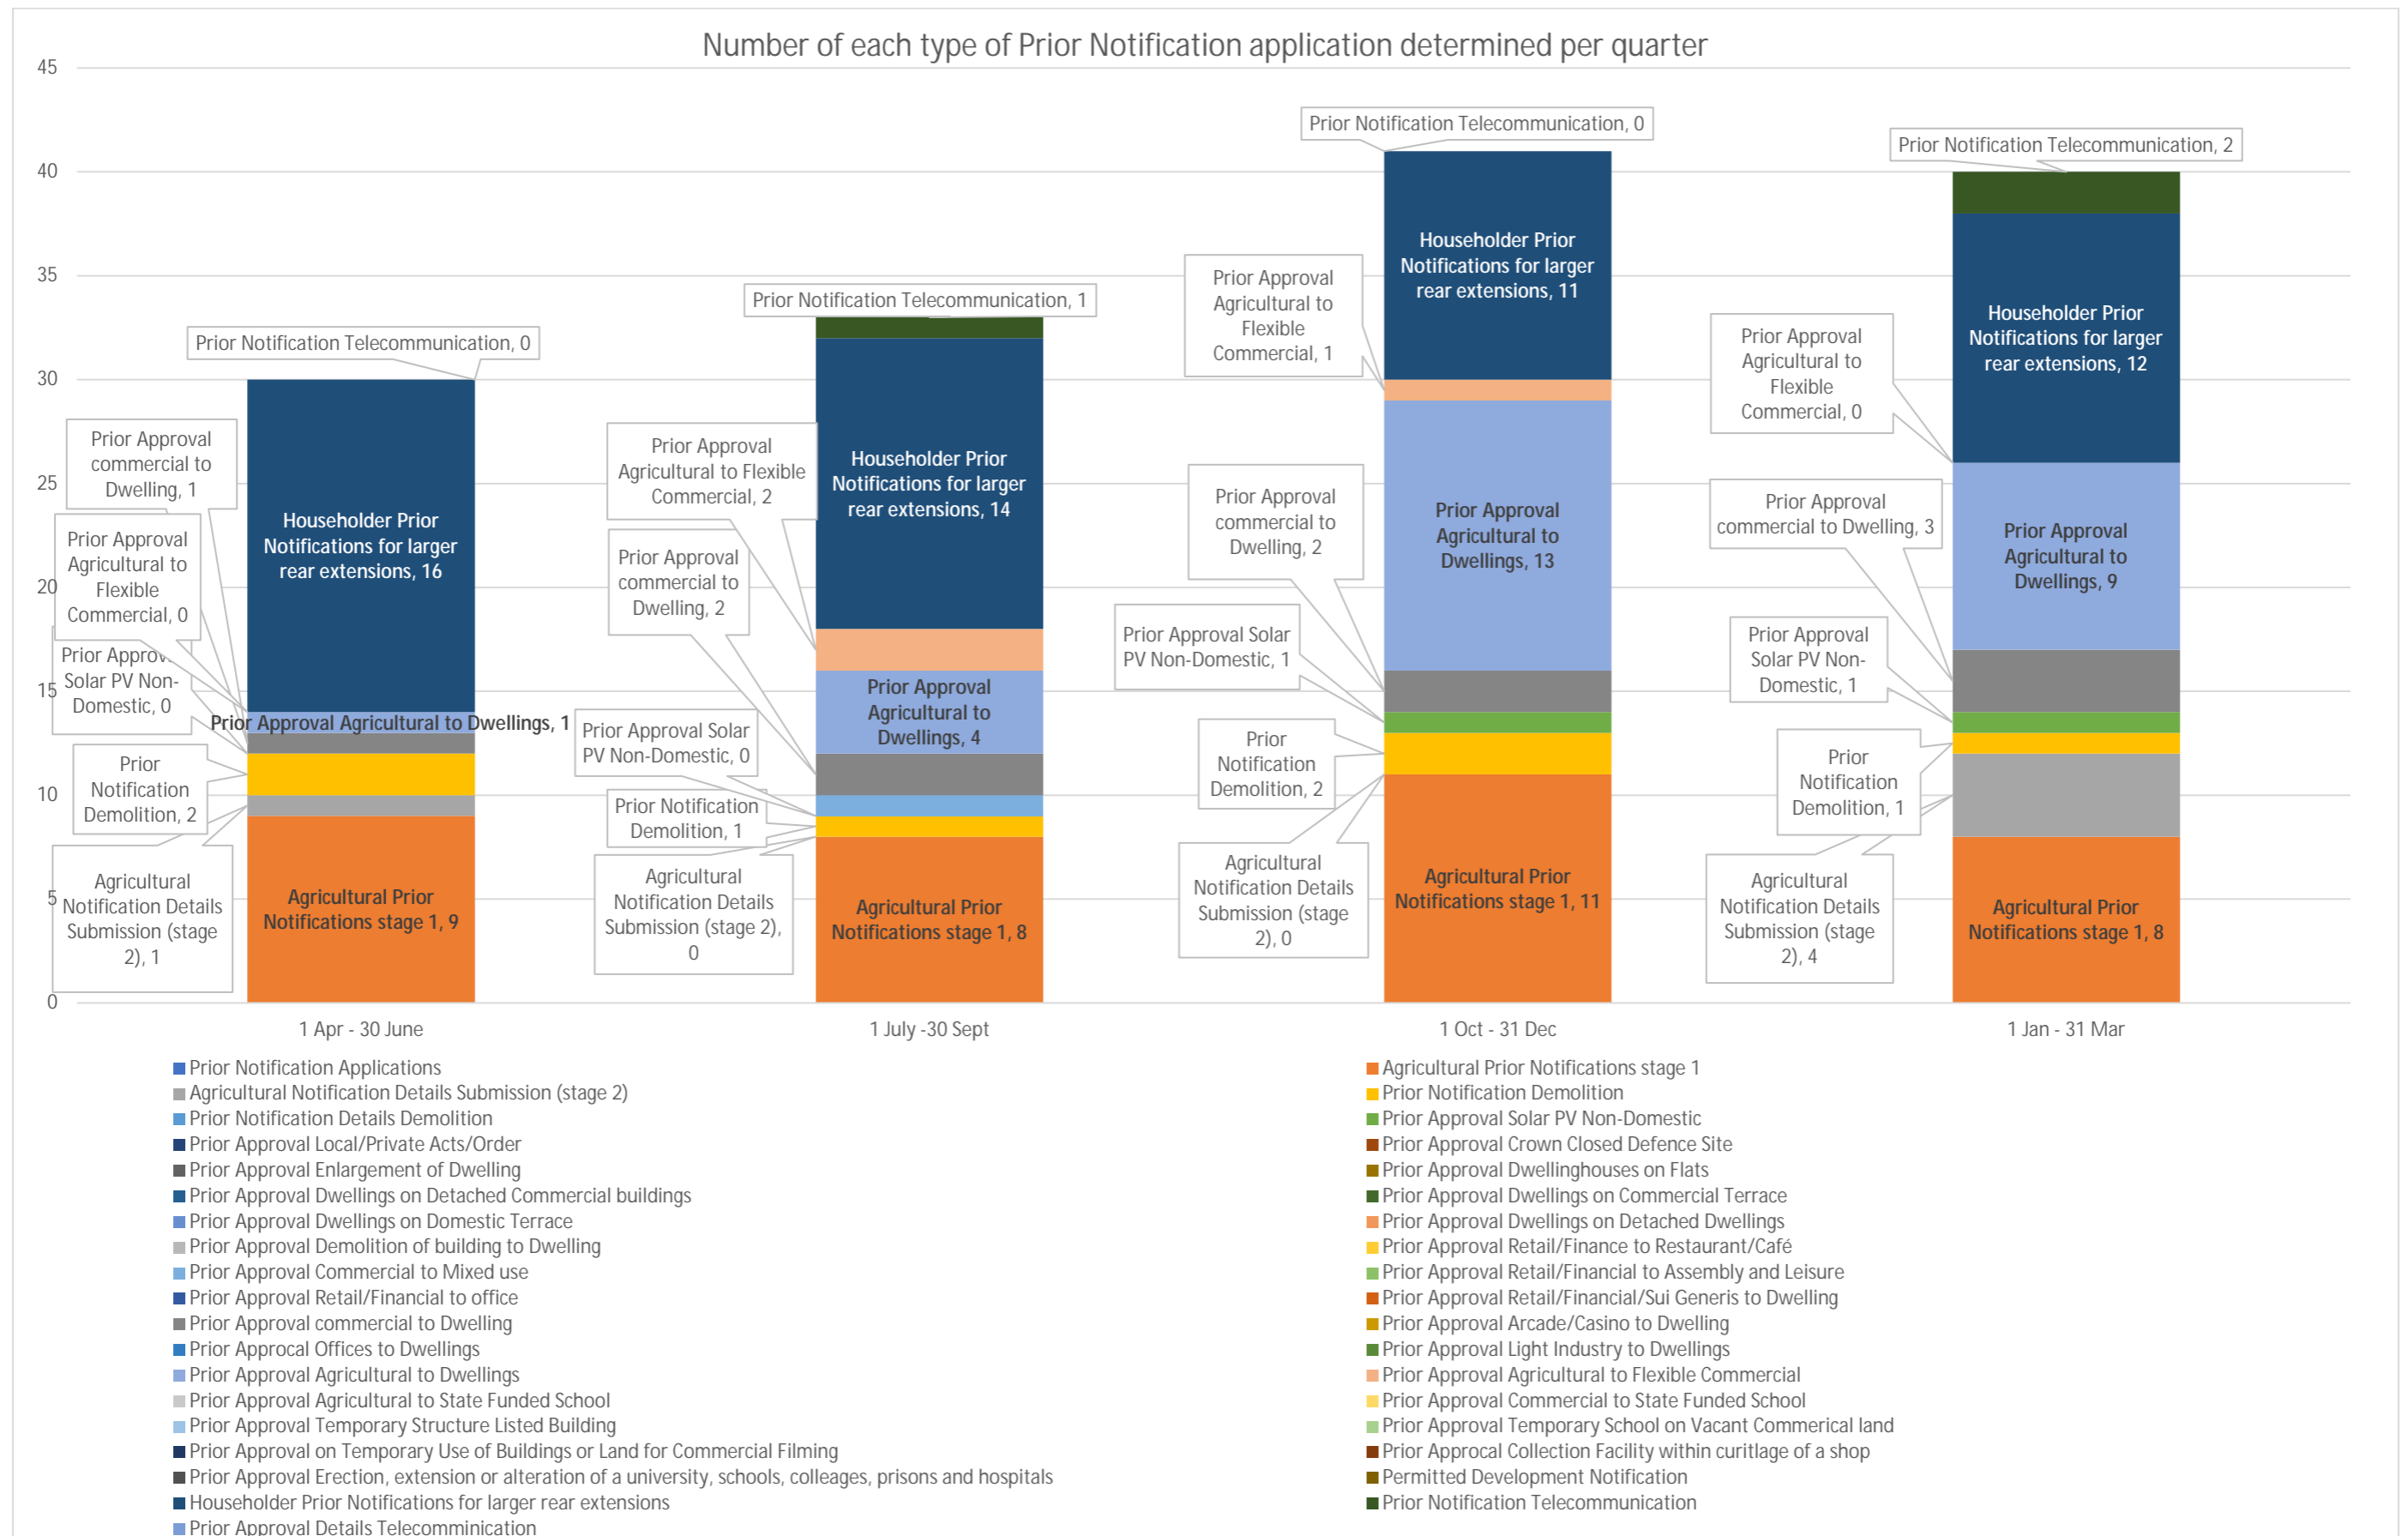 Number of each type of Prior Notification application determined per quarter
45
40
35
30
25
20
15
10
5
0
Prior Notification Telecommunication, 0
Prior Approval
commercial to
Dwelling, 1
Prior Approval
Agricultural to
Flexible
Commercial, 0
Prior Approv
Solar PV Non-
Domestic, 0
Prior
Notification
Demolition, 2
Agricultural
Notification Details
Submission (stage
2), 1
Householder Prior
Notifications for larger
rear extensions, 16
Prior Approval Agricultural to Dwellings, 1
Agricultural Prior
Notifications stage 1, 9
Prior Notification Telecommunication, 1
Prior Approval
Agricultural to Flexible
Commercial, 2
Prior Approval
commercial to
Dwelling, 2
Prior Approval Solar
PV Non-Domestic, 0
Prior Notification
Demolition, 1
Agricultural
Notification Details
Submission (stage 2),
0
Householder Prior
Notifications for larger
rear extensions, 14
Prior Approval
Agricultural to
Dwellings, 4
Agricultural Prior
Notifications stage 1, 8
Prior Notification Telecommunication, 0
Prior Approval
Agricultural to
Flexible
Commercial, 1
Prior Approval
commercial to
Dwelling, 2
Prior Approval Solar
PV Non-Domestic, 1
Prior
Notification
Demolition, 2
Agricultural
Notification Details
Submission (stage
2), 0
Householder Prior
Notifications for larger
rear extensions, 11
Prior Approval
Agricultural to
Dwellings, 13
Agricultural Prior
Notifications stage 1, 11
Prior Notification Telecommunication, 2
Prior Approval
Agricultural to
Flexible
Commercial, 0
Prior Approval
commercial to Dwelling, 3
Prior Approval
Solar PV Non-
Domestic, 1
Prior
Notification
Demolition, 1
Agricultural
Notification Details
Submission (stage
2), 4
Householder Prior
Notifications for larger
rear extensions, 12
Prior Approval
Agricultural to
Dwellings, 9
Agricultural Prior
Notifications stage 1, 8
1 Apr - 30 June
1 July -30 Sept
1 Oct - 31 Dec
1 Jan - 31 Mar
Prior Notification Applications
Agricultural Prior Notifications stage 1
Agricultural Notification Details Submission (stage 2)
Prior Notification Demolition
Prior Notification Details Demolition
Prior Approval Solar PV Non-Domestic
Prior Approval Local/Private Acts/Order
Prior Approval Crown Closed Defence Site
Prior Approval Enlargement of Dwelling
Prior Approval Dwellinghouses on Flats
Prior Approval Dwellings on Detached Commercial buildings
Prior Approval Dwellings on Commercial Terrace
Prior Approval Dwellings on Domestic Terrace
Prior Approval Dwellings on Detached Dwellings
Prior Approval Demolition of building to Dwelling
Prior Approval Retail/Finance to Restaurant/Café
Prior Approval Commercial to Mixed use
Prior Approval Retail/Financial to Assembly and Leisure
Prior Approval Retail/Financial to office
Prior Approval Retail/Financial/Sui Generis to Dwelling
Prior Approval commercial to Dwelling
Prior Approval Arcade/Casino to Dwelling
Prior Approcal Offices to Dwellings
Prior Approval Light Industry to Dwellings
Prior Approval Agricultural to Dwellings
Prior Approval Agricultural to Flexible Commercial
Prior Approval Agricultural to State Funded School
Prior Approval Commercial to State Funded School
Prior Approval Temporary Structure Listed Building
Prior Approval Temporary School on Vacant Commerical land
Prior Approval on Temporary Use of Buildings or Land for Commercial Filming
Prior Approcal Collection Facility within curitlage of a shop
Prior Approval Erection, extension or alteration of a university, schools, colleages, prisons and hospitals
Permitted Development Notification
Householder Prior Notifications for larger rear extensions
Prior Notification Telecommunication
Prior Approval Details Telecomminication